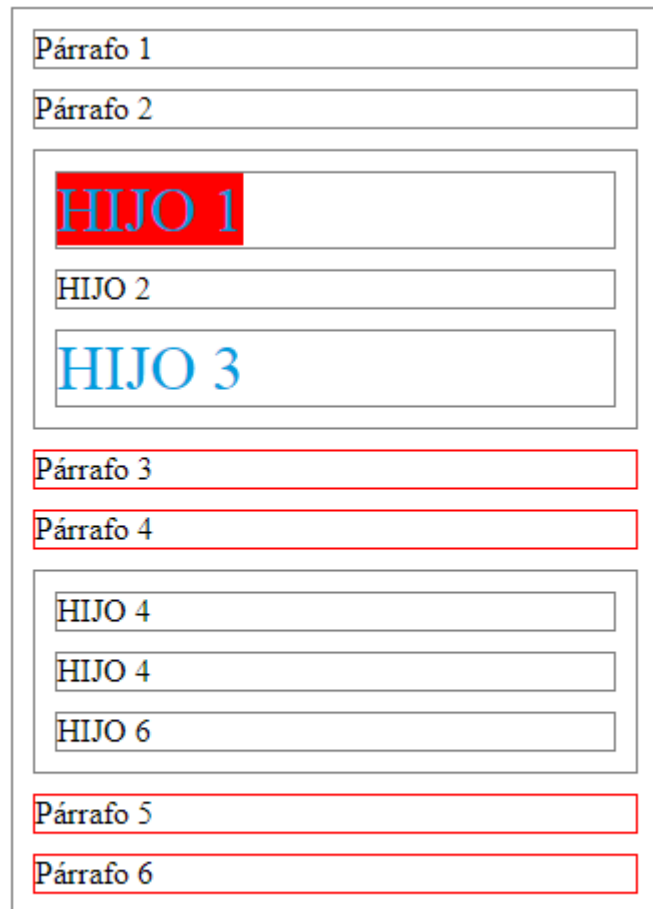 Párrafo 1
Párrafo 2
HIJO 1
HIJO 2
HIJO 3
Párrafo 3
Párrafo 4
HIJO 4
HIJO 4
HIJO 6
Párrafo 5
Párrafo 6